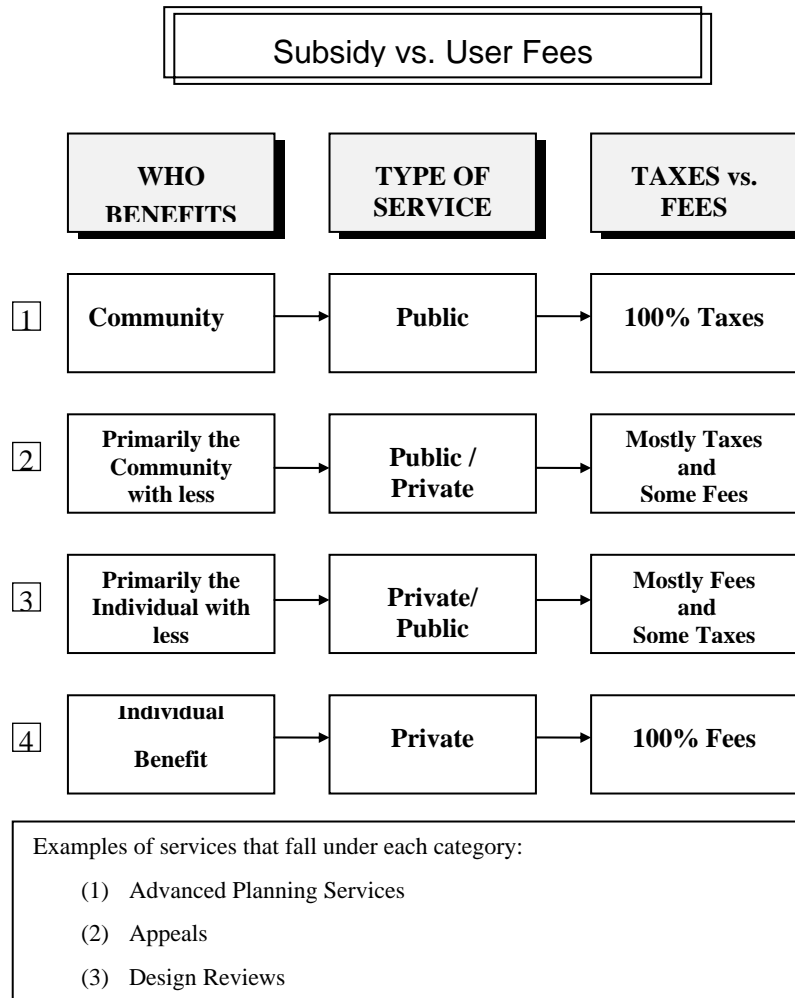 Subsidy vs. User Fees
WHO
BENEFITS
TYPE OF
SERVICE
TAXES vs.
FEES
1
Community
Public
100% Taxes
2
Primarily the
Community
with less
Public /
Private
Mostly Taxes
and
Some Fees
3
Primarily the
Individual with
less
Private/
Public
Mostly Fees
and
Some Taxes
4
Individual
Benefit
Private
100% Fees
Examples of services that fall under each category:
(1) Advanced Planning Services
(2) Appeals
(3) Design Reviews